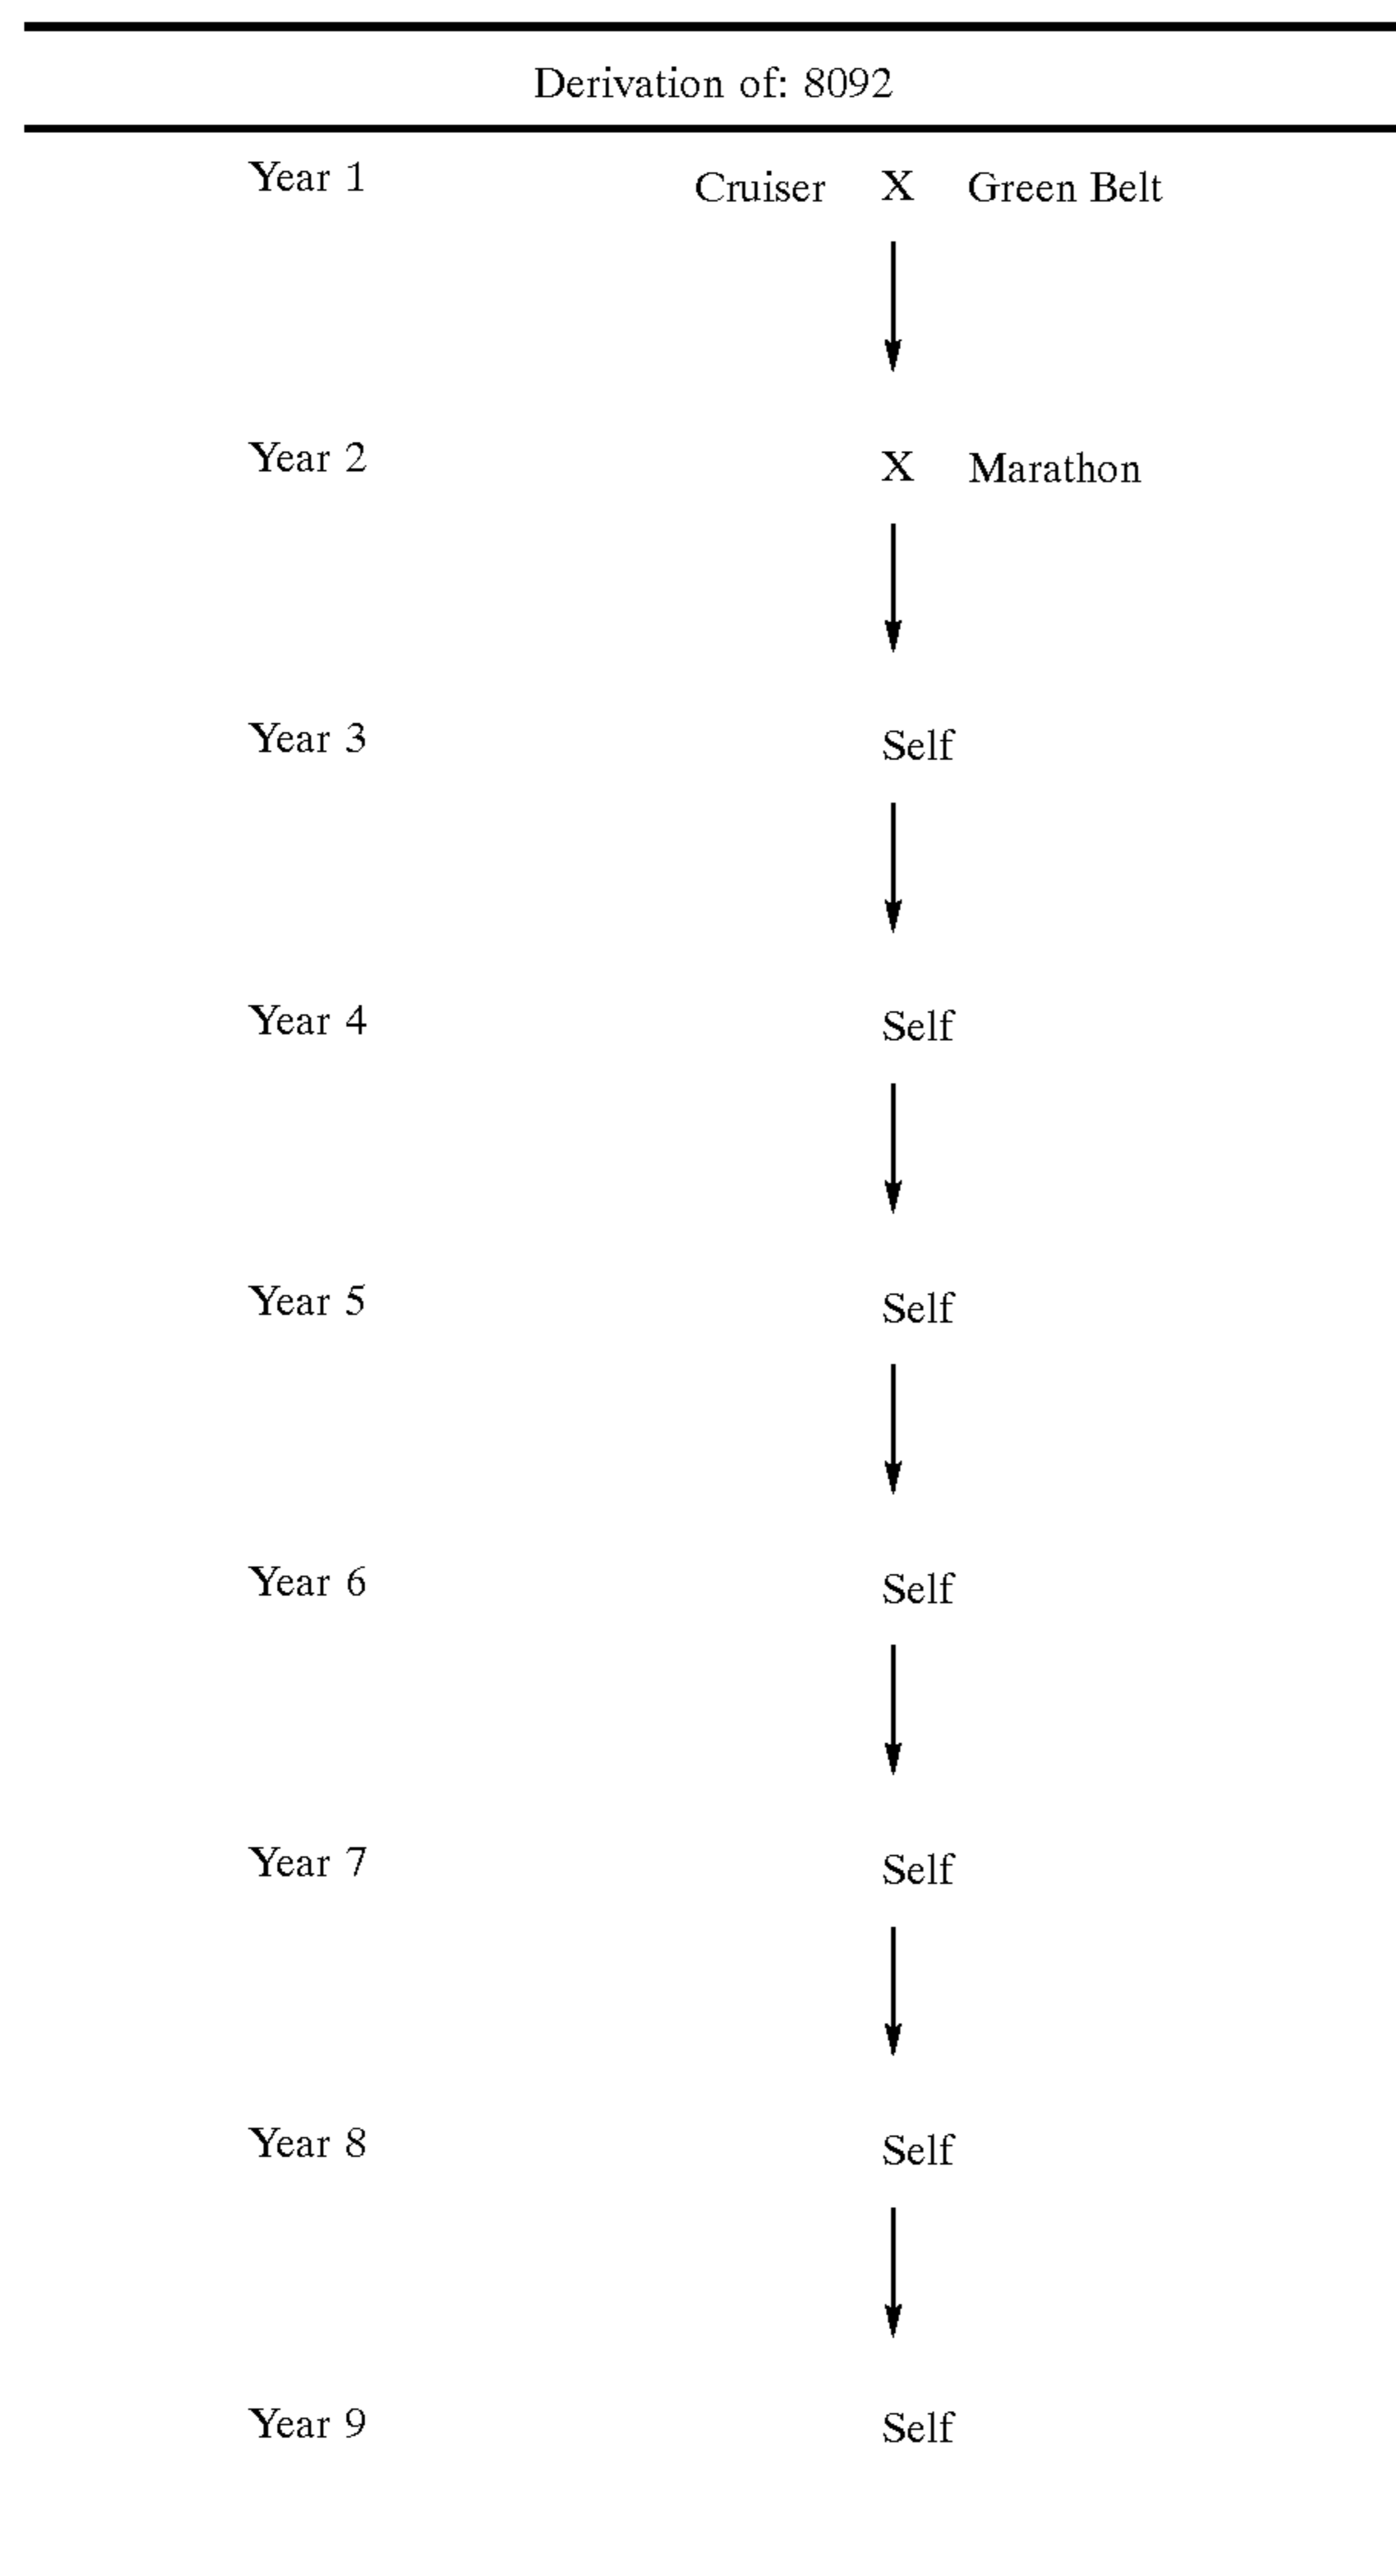 Derivation of: 8092
Year 1 Cruiser X Green Belt
Year 2 X Marathon
Year 3 Self
Year 4 Self
Year 5 Self
Year 6 Self
Year 7 Self
Year 8 Self
Year 9 Self